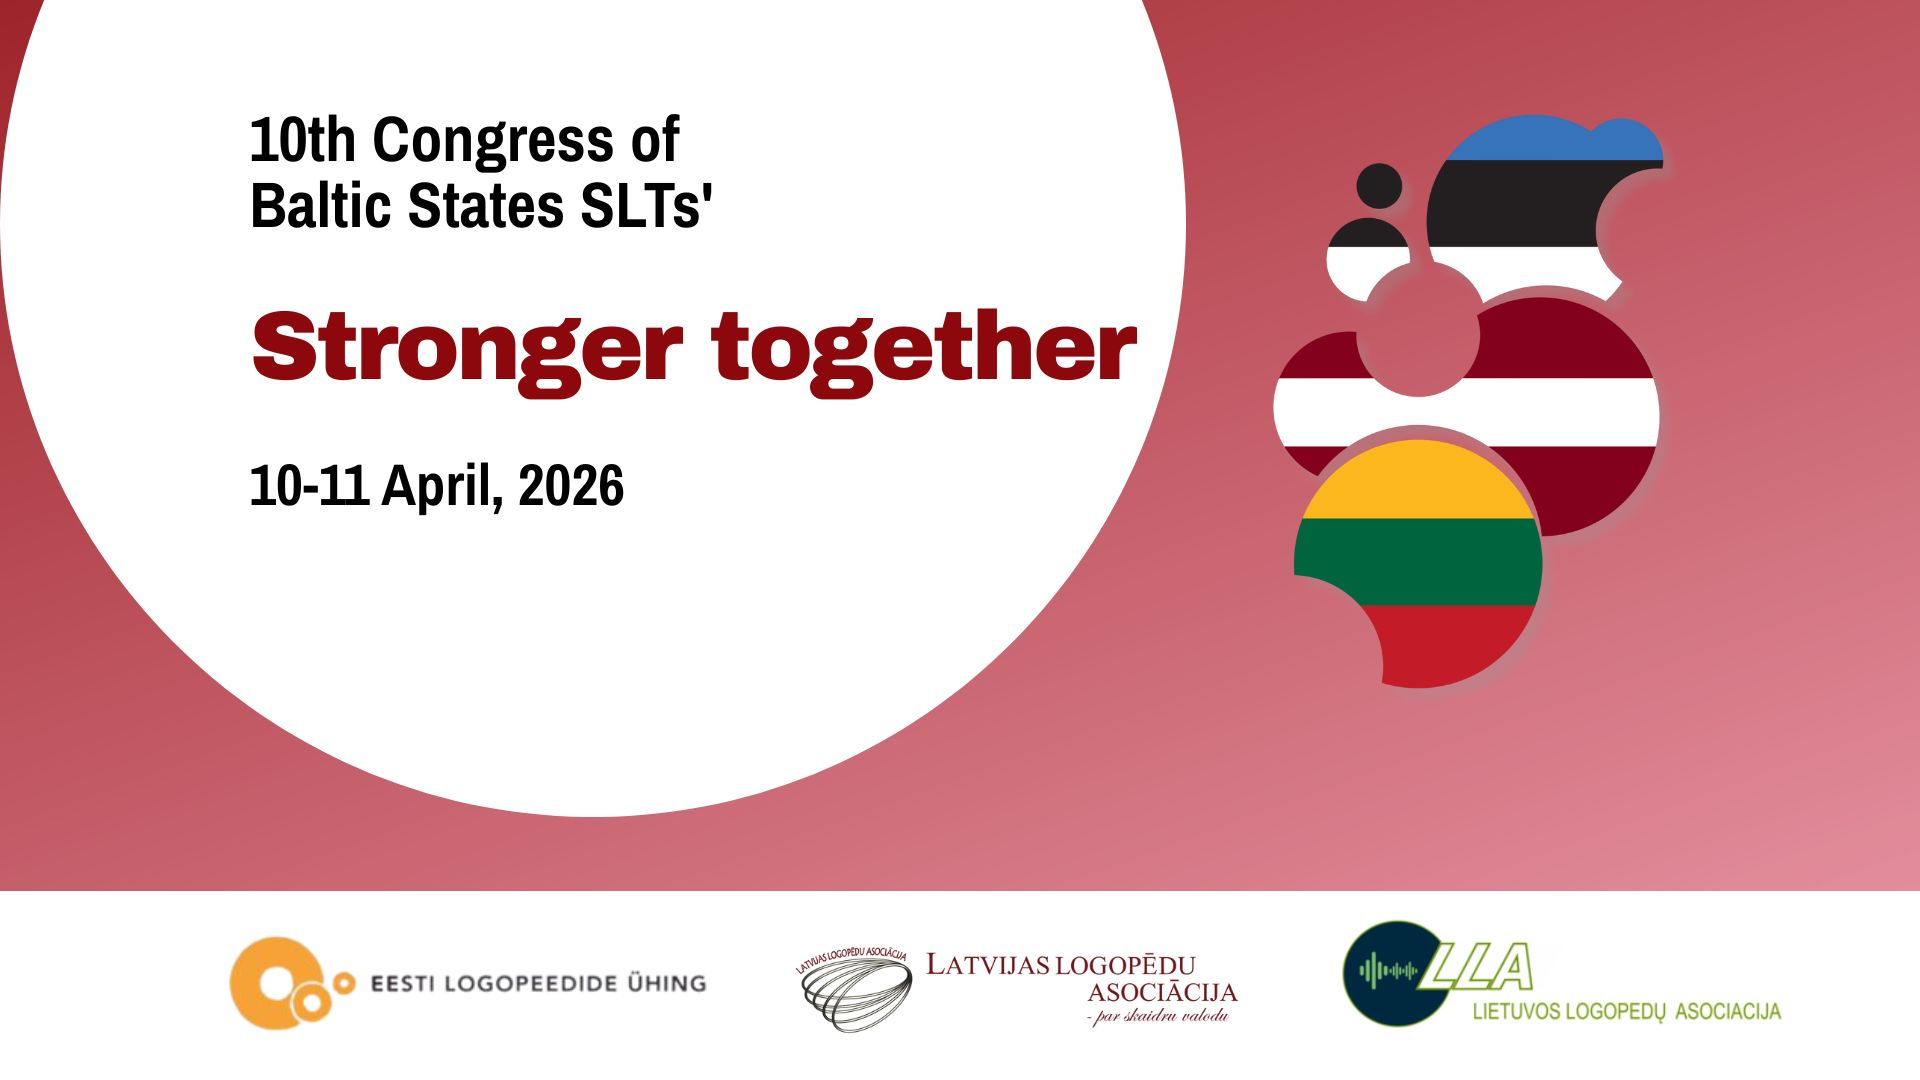 10th Congress of
Baltic States SLTs'
Stronger together
10-11 April, 2026
EESTI LOGOPEEDIDE ÜHING
LATVIJAS LOGOPĒDU ASOCIĀCIJA
LATVIJAS LOGOPĒDU
ASOCIĀCIJA
- par skaidru valodu
LLA
LIETUVOS LOGOPEDŲ ASOCIACIJA